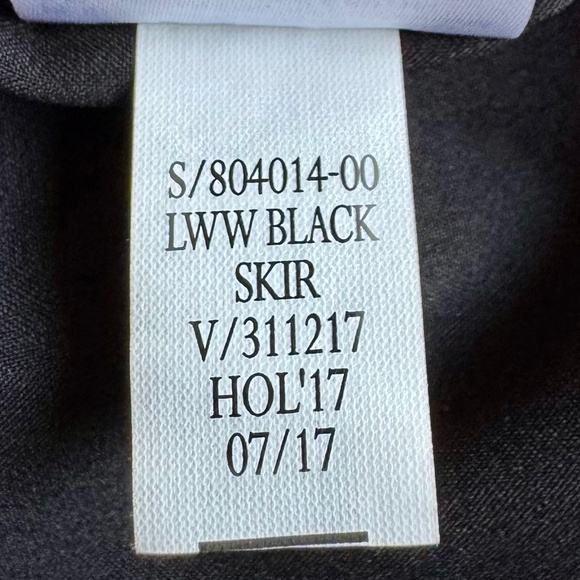 S/804014-00
LWW BLACK
SKIR
V/311217
HOL'17
07/17